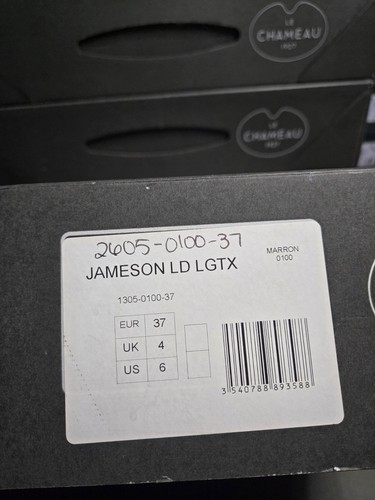 LE
CHAMEAU
1927
LE
CHAMEAU
1927
2605-0100-37
JAMESON LD LGTX
MARRON
0100
1305-0100-37
EUR 37
UK 4
US 6
3 540788 893588